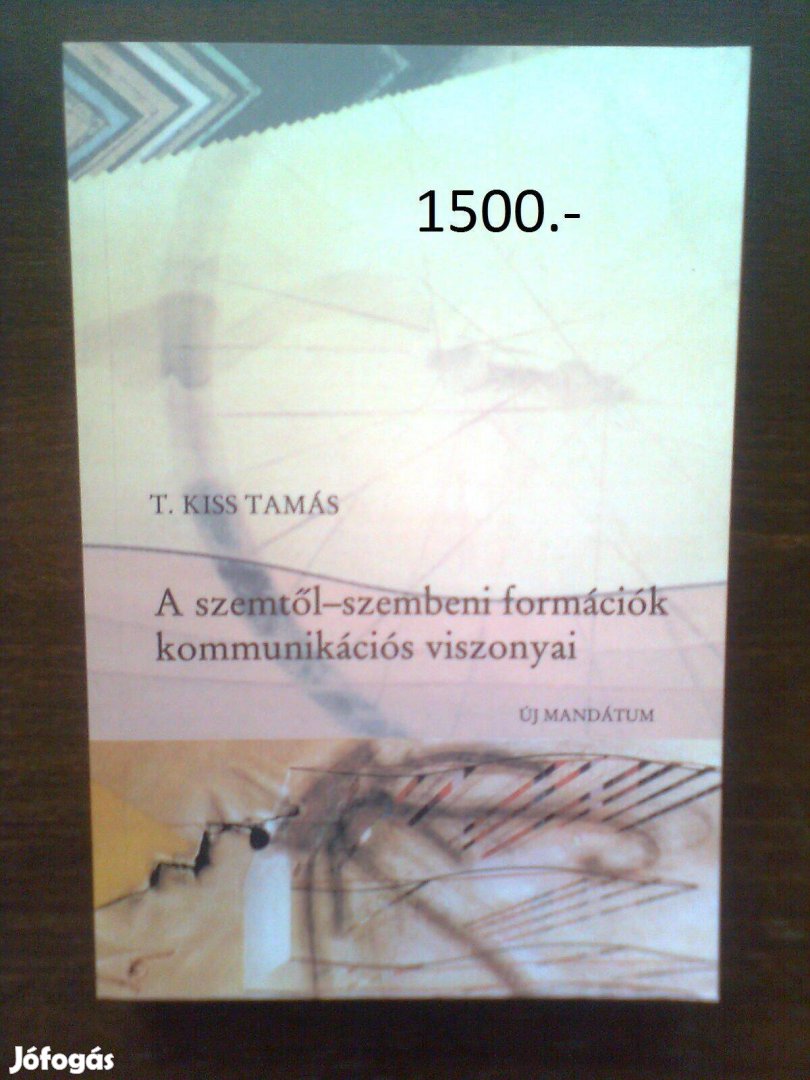 1500.-
T. KISS TAMÁS
A szemtől–szembeni formációk
kommunikációs viszonyai
ÚJ MANDÁTUM
Jófogás